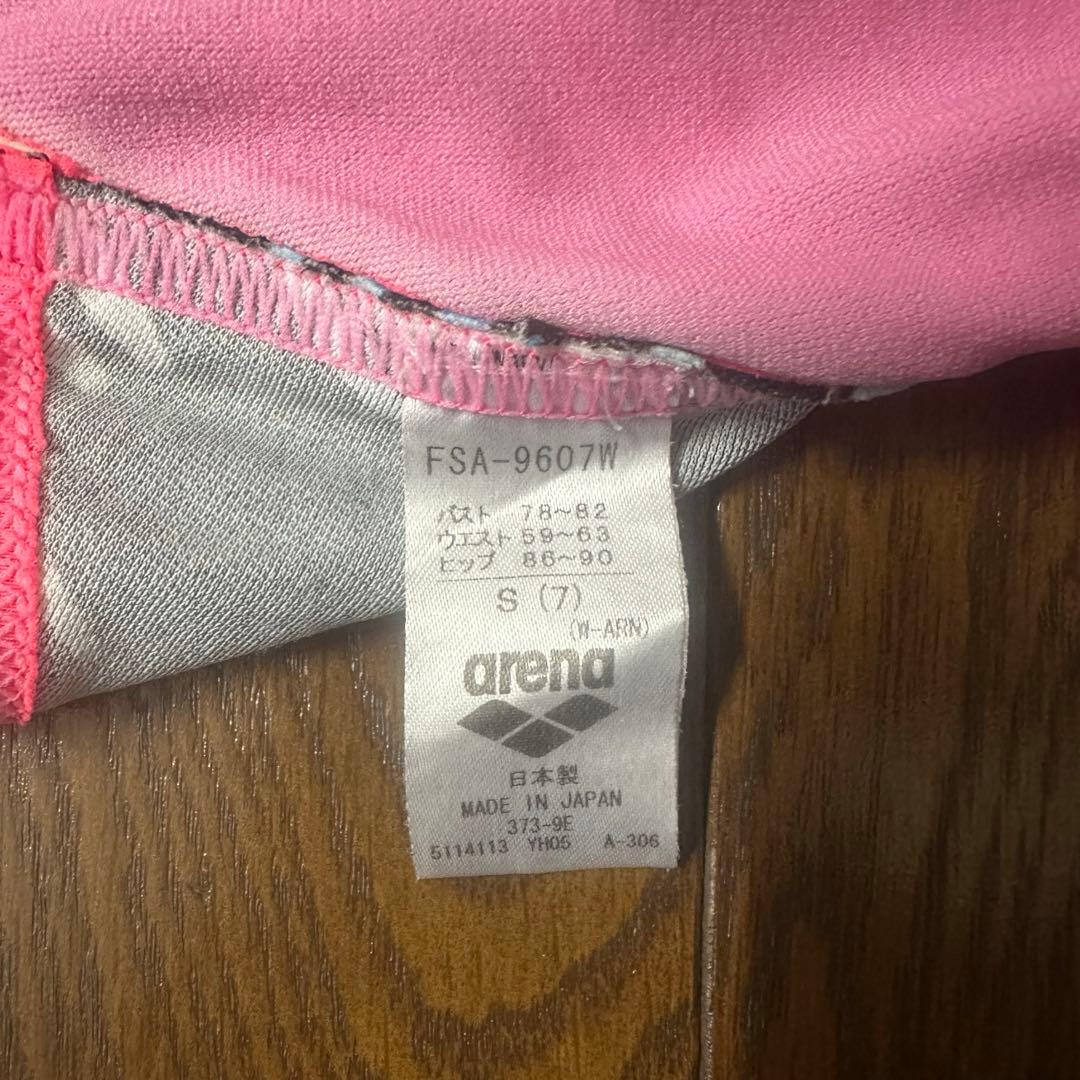 FSA-9607W
バスト 78~82
ウエスト 59~63
ヒップ 86~90
S (7)
(W-ARN)
arena
日本製
MADE IN JAPAN
373-9E
5114113 YH05 A-306